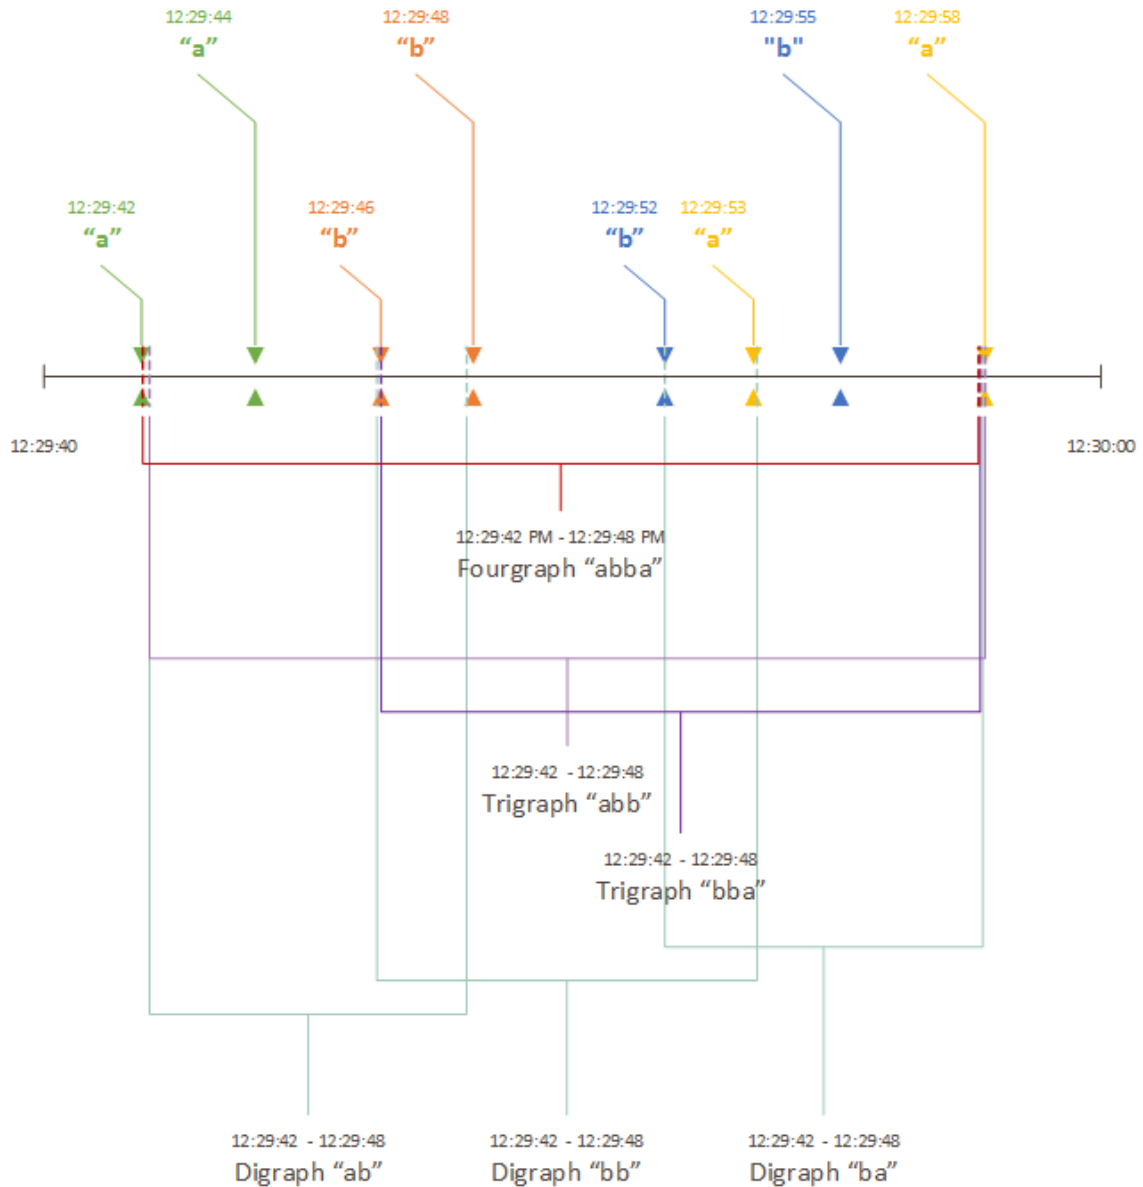 12:29:44
“a”
12:29:48
“b”
12:29:55
"b"
12:29:58
“a”
12:29:42
“a”
12:29:46
“b”
12:29:52
“b”
12:29:53
“a”
12:29:40
12:30:00
12:29:42 PM - 12:29:48 PM
Fourgraph “abba”
12:29:42 - 12:29:48
Trigraph “abb”
12:29:42 - 12:29:48
Trigraph “bba”
12:29:42 - 12:29:48
Digraph “ab”
12:29:42 - 12:29:48
Digraph “bb”
12:29:42 - 12:29:48
Digraph “ba”